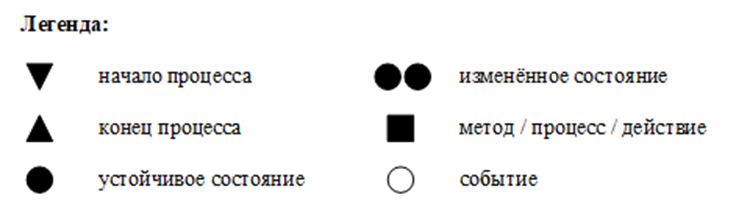 Легенда:
начало процесса
изменённое состояние
конец процесса
метод / процесс / действие
устойчивое состояние
событие